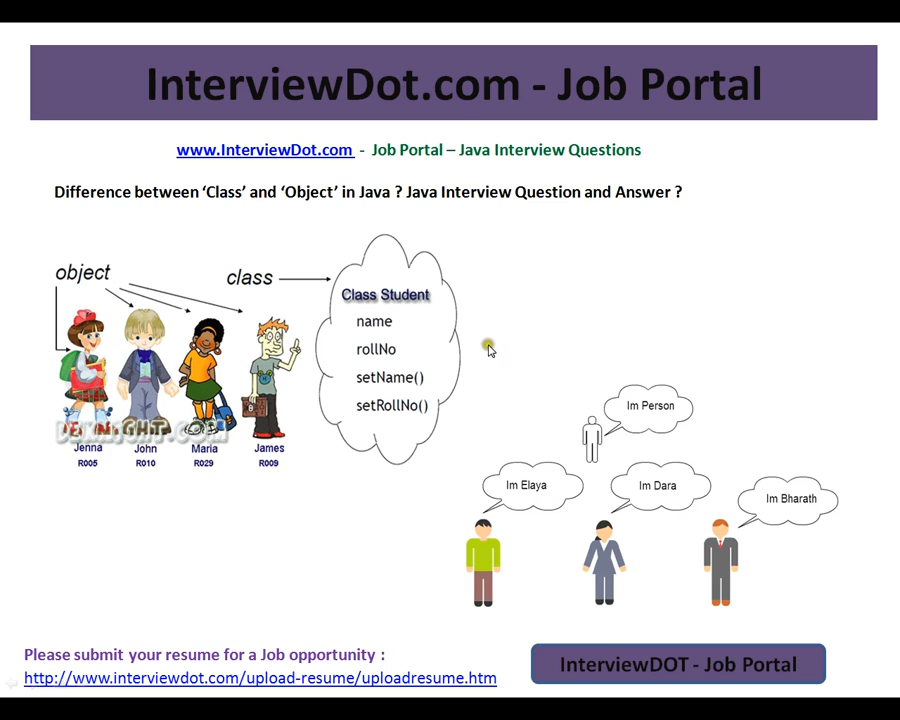 InterviewDot.com - Job Portal
www.InterviewDot.com - Job Portal – Java Interview Questions
Difference between ‘Class’ and ‘Object’ in Java ? Java Interview Question and Answer ?
object
class
Class Student
name
rollNo
setName()
setRollNo()
Jenna John Maria James
R005 R010 R029 R009
Im Person
Im Elaya
Im Dara
Im Bharath
Please submit your resume for a Job opportunity :
http://www.interviewdot.com/upload-resume/uploadresume.htm
InterviewDOT - Job Portal